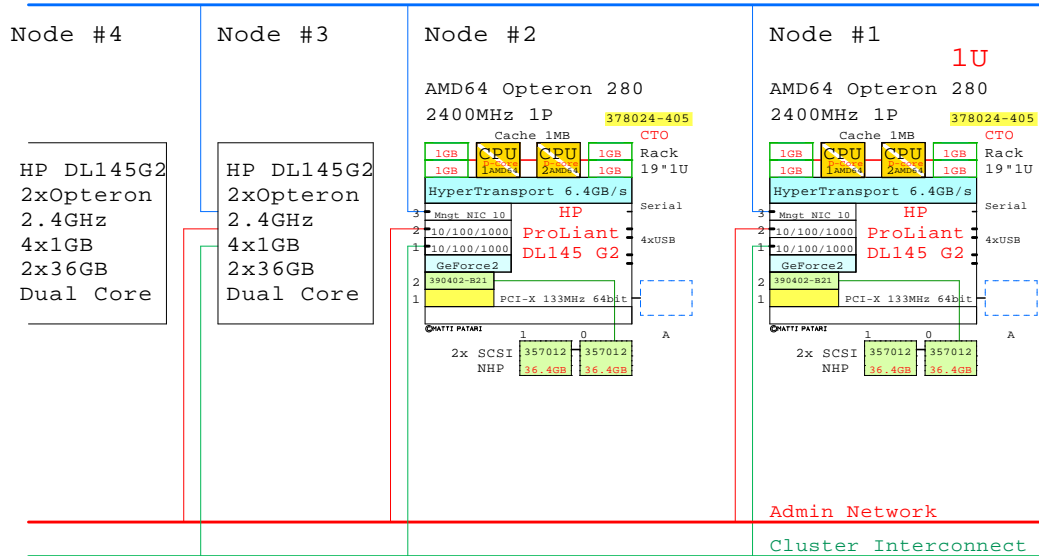 Node #4
Node #3
Node #2
Node #1
1U
AMD64 Opteron 280
2400MHz 1P
378024-405
AMD64 Opteron 280
2400MHz 1P
378024-405
HP DL145G2
2xOpteron
2.4GHz
4x1GB
2x36GB
Dual Core
HP DL145G2
2xOpteron
2.4GHz
4x1GB
2x36GB
Dual Core
Cache 1MB
CTO
1GB
CPU
D-Core
1AMD64
CPU
D-core
2AMD64
1GB
Rack
1GB
1GB
19"1U
HyperTransport 6.4GB/s
3
Mngt NIC 10
HP
Serial
2
10/100/1000
ProLiant
4xUSB
1
10/100/1000
DL145 G2
GeForce2
2
390402-B21
1
PCI-X 133MHz 64bit
©MATTI PATARI
A
1
0
2x SCSI
357012
357012
NHP
36.4GB
36.4GB
Cache 1MB
CTO
1GB
CPU
D-Core
1AMD64
CPU
D-core
2AMD64
1GB
Rack
1GB
1GB
19"1U
HyperTransport 6.4GB/s
3
Mngt NIC 10
HP
Serial
2
10/100/1000
ProLiant
4xUSB
1
10/100/1000
DL145 G2
GeForce2
2
390402-B21
1
PCI-X 133MHz 64bit
©MATTI PATARI
A
1
0
2x SCSI
357012
357012
NHP
36.4GB
36.4GB
Admin Network
Cluster Interconnect